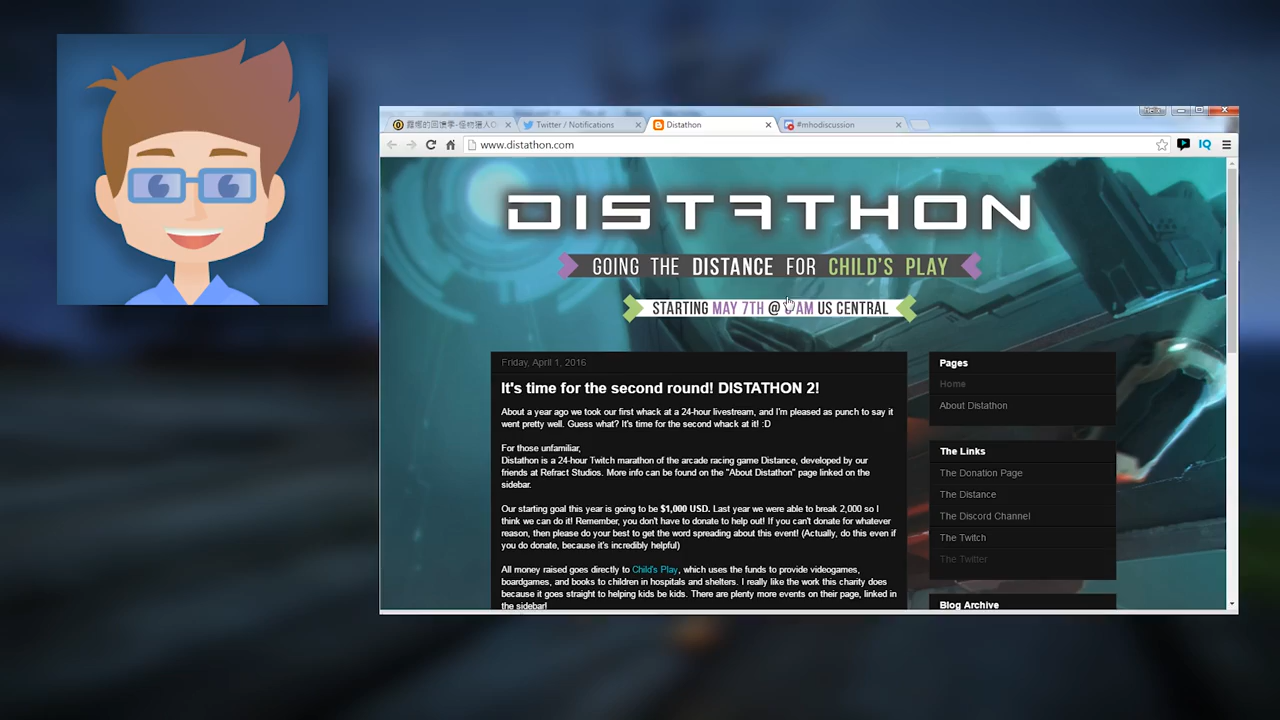 露娜的回憶季-怪物猎人O
Twitter / Notifications
Distathon
#mhodiscussion
www.distathon.com
IQ
DISTATHON
GOING THE DISTANCE FOR CHILD'S PLAY
STARTING MAY 7TH @ AM US CENTRAL
Friday, April 1, 2016
It's time for the second round! DISTATHON 2!
About a year ago we took our first whack at a 24-hour livestream, and I'm pleased as punch to say it
went pretty well. Guess what? It's time for the second whack at it! :D
For those unfamiliar,
Distathon is a 24-hour Twitch marathon of the arcade racing game Distance, developed by our
friends at Refract Studios. More info can be found on the "About Distathon" page linked on the
sidebar.
Our starting goal this year is going to be $1,000 USD. Last year we were able to break 2,000 so I
think we can do it! Remember, you don't have to donate to help out! If you can't donate for whatever
reason, then please do your best to get the word spreading about this event! (Actually, do this even if
you do donate, because it's incredibly helpful)
All money raised goes directly to Child's Play, which uses the funds to provide videogames,
boardgames, and books to children in hospitals and shelters. I really like the work this charity does
because it goes straight to helping kids be kids. There are plenty more events on their page, linked in
the sidebar!
Pages
Home
About Distathon
The Links
The Donation Page
The Distance
The Discord Channel
The Twitch
The Twitter
Blog Archive